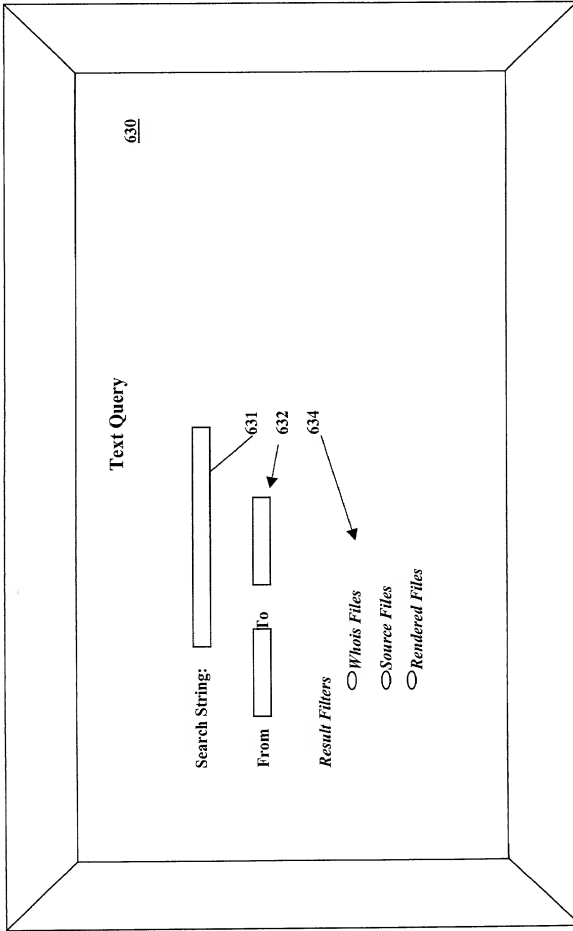 630
Text Query
Search String:
631
From To
632
634
Result Filters
Whois Files
Source Files
Rendered Files